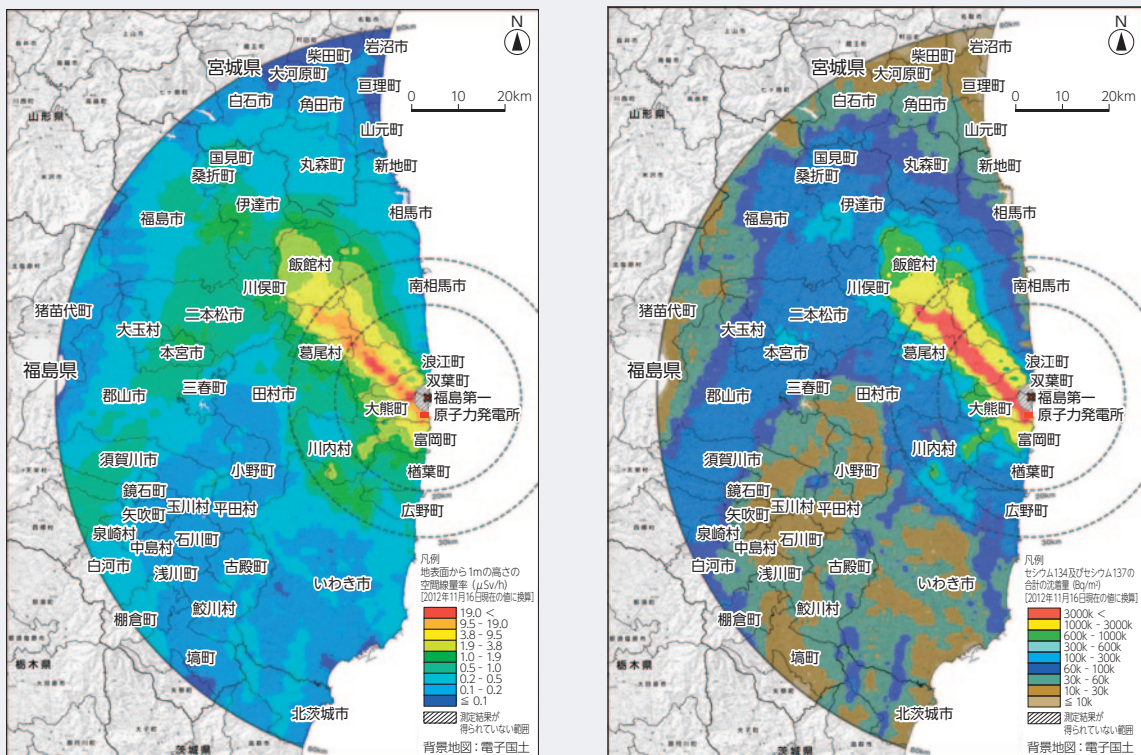 N
岩沼市
柴田町
宮城県
大河原町
亘理町
0 10 20km
白石市
角田市
山形県
山元町
国見町
丸森町
新地町
桑折町
伊達市
福島市
相馬市
飯館村
川俣町
南相馬市
猪苗代町
二本松市
大玉村
本宮市
葛尾村
浪江町
福島県
三春町
双葉町
郡山市
田村市
福島第一
大熊町
原子力発電所
富岡町
川内村
須賀川市
小野町
楢葉町
20km
鏡石町
玉川村
平田村
広野町
矢吹町
30km
泉崎村
石川町
中島村
古殿町
白河市
浅川町
いわき市
鮫川村
棚倉町
栃木県
塙町
北茨城市
茨城県
80km
凡例
地表面から1mの高さの
空間線量率(μSv/h)
[2012年11月16日現在の値に換算]
19.0 <
9.5 - 19.0
3.8 - 9.5
1.9 - 3.8
1.0 - 1.9
0.5 - 1.0
0.2 - 0.5
0.1 - 0.2
≦ 0.1
測定結果が
得られていない範囲
背景地図：電子国土
N
岩沼市
柴田町
宮城県
大河原町
亘理町
0 10 20km
白石市
角田市
山形県
山元町
国見町
丸森町
新地町
桑折町
伊達市
福島市
相馬市
飯館村
川俣町
南相馬市
猪苗代町
二本松市
大玉村
本宮市
葛尾村
浪江町
福島県
三春町
双葉町
郡山市
田村市
福島第一
大熊町
原子力発電所
富岡町
川内村
須賀川市
小野町
楢葉町
20km
鏡石町
玉川村
平田村
広野町
矢吹町
30km
泉崎村
石川町
中島村
古殿町
白河市
浅川町
いわき市
鮫川村
棚倉町
栃木県
塙町
北茨城市
茨城県
80km
凡例
セシウム134及びセシウム137の
合計の沈着量(Bq/m²)
[2012年11月16日現在の値に換算]
3000k <
1000k - 3000k
600k - 1000k
300k - 600k
100k - 300k
60k - 100k
30k - 60k
10k - 30k
≦ 10k
測定結果が
得られていない範囲
背景地図：電子国土